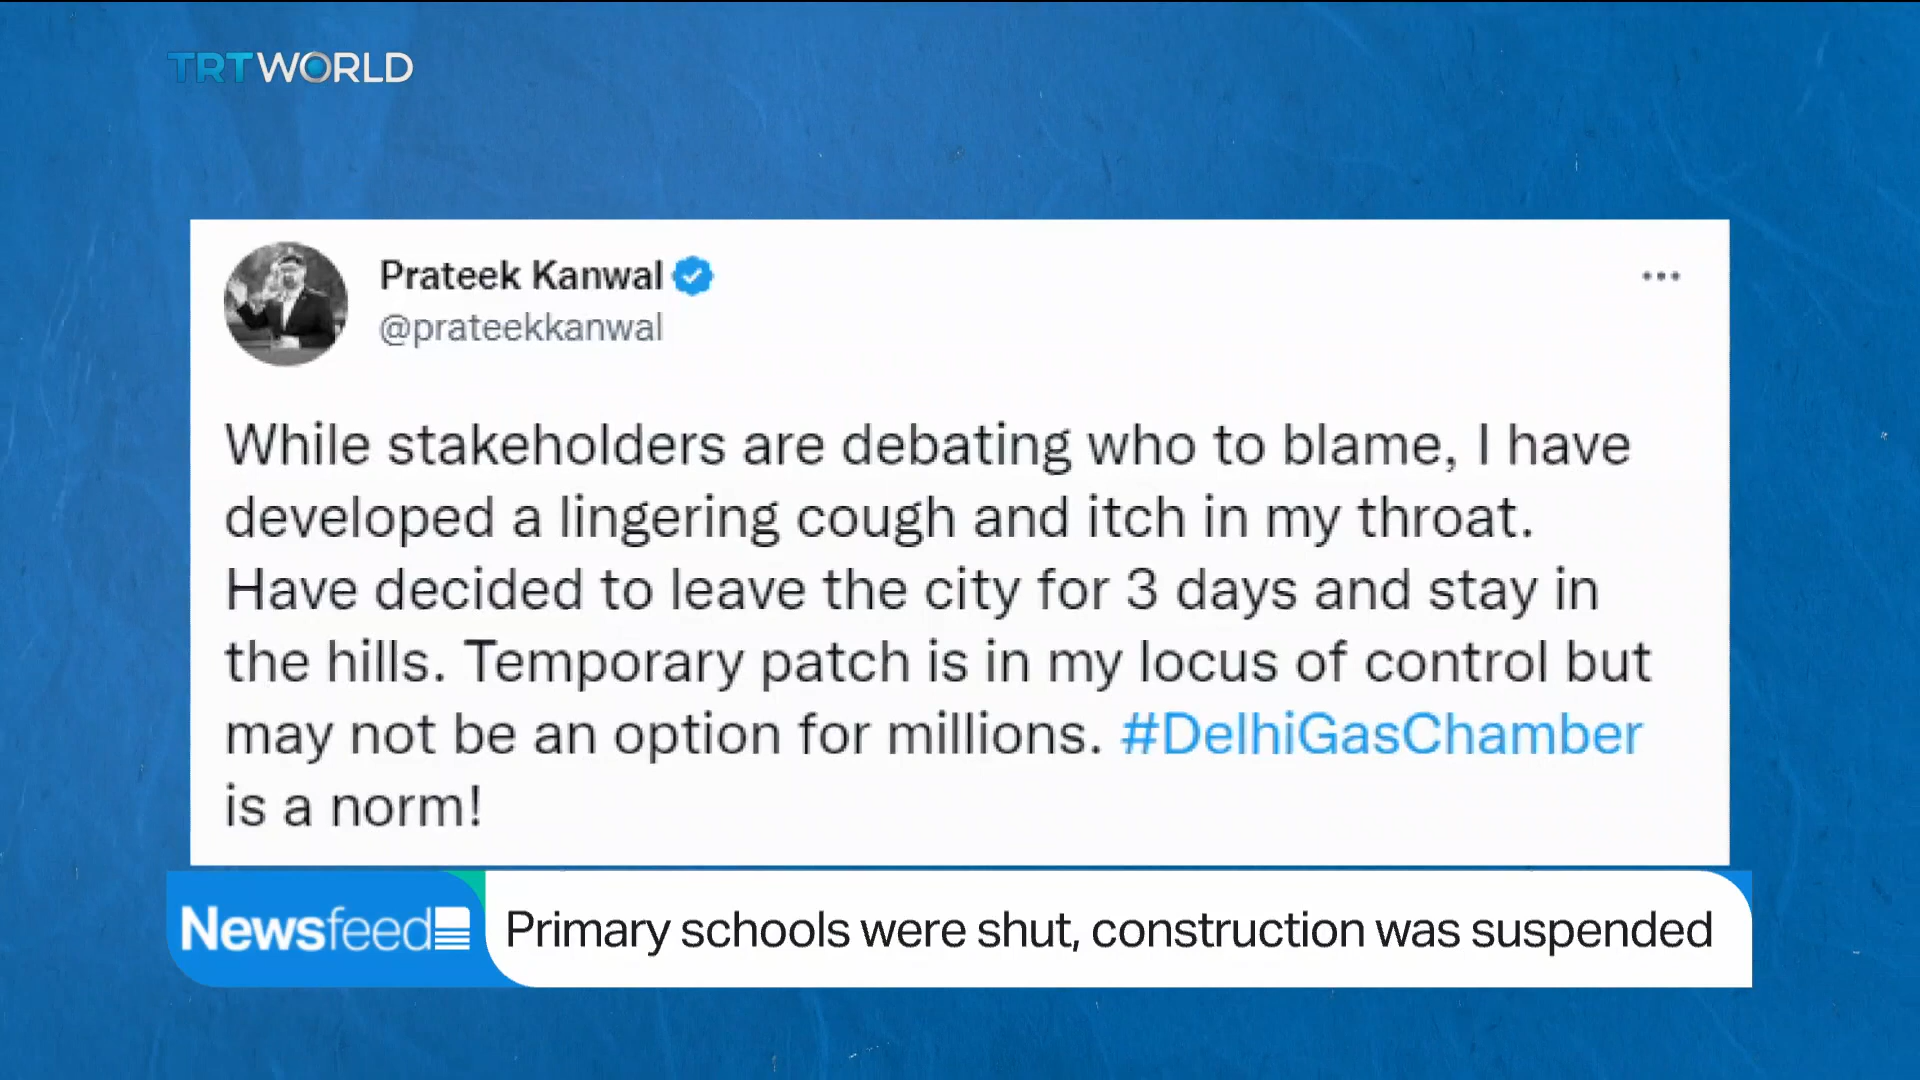 TRT WORLD
Prateek Kanwal
@prateekkanwal
While stakeholders are debating who to blame, I have
developed a lingering cough and itch in my throat.
Have decided to leave the city for 3 days and stay in
the hills. Temporary patch is in my locus of control but
may not be an option for millions. #DelhiGasChamber
is a norm!
Newsfeed
Primary schools were shut, construction was suspended